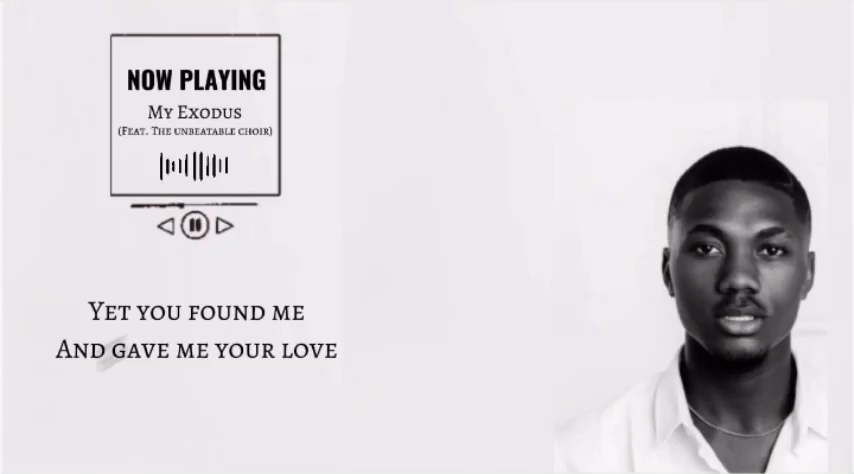 NOW PLAYING
My Exodus
(Feat. The unbeatable choir)
Yet you found me
And gave me your love